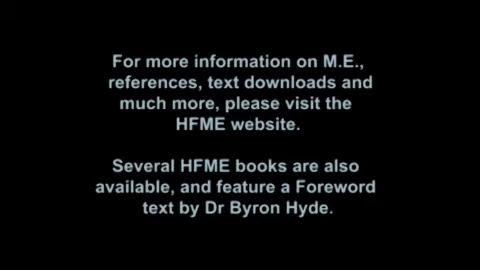 For more information on M.E.,
references, text downloads and
much more, please visit the
HFME website.
Several HFME books are also
available, and feature a Foreword
text by Dr Byron Hyde.